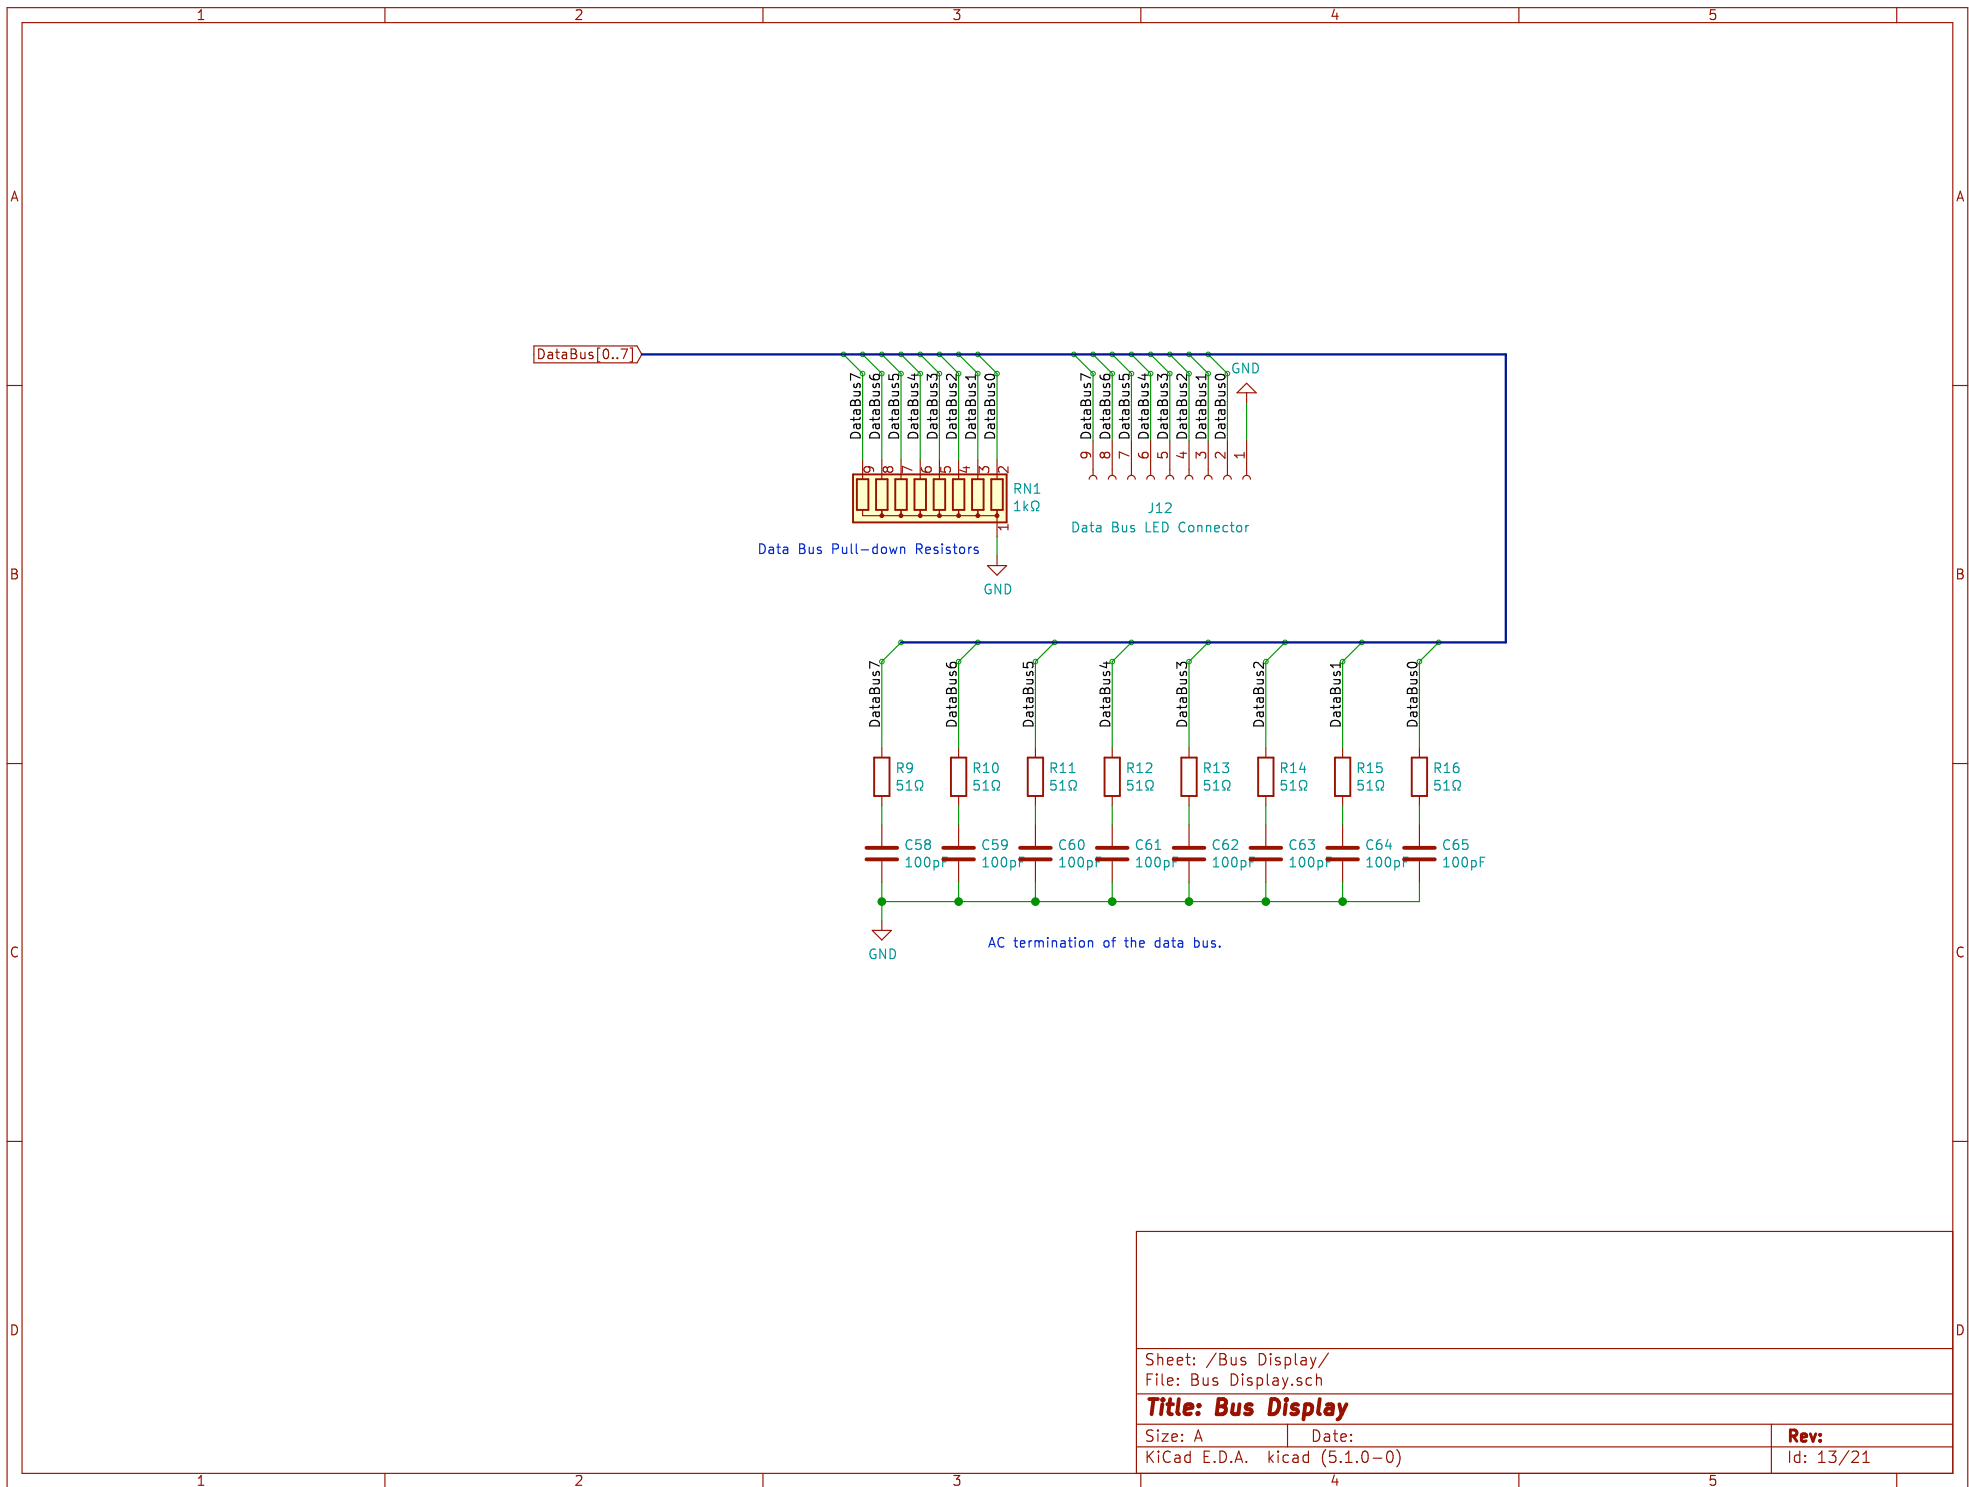 1 2 3 4 5
A A
DataBus[0..7]
GND
DataBus7 DataBus6 DataBus5 DataBus4 DataBus3 DataBus2 DataBus1 DataBus0
DataBus7 DataBus6 DataBus5 DataBus4 DataBus3 DataBus2 DataBus1 DataBus0
9 8 7 6 5 4 3 2 1
9 8 7 6 5 4 3 2
RN1
1kΩ
1
J12
Data Bus LED Connector
Data Bus Pull-down Resistors
GND
B B
DataBus7 DataBus6 DataBus5 DataBus4 DataBus3 DataBus2 DataBus1 DataBus0
R9 R10 R11 R12 R13 R14 R15 R16
51Ω 51Ω 51Ω 51Ω 51Ω 51Ω 51Ω 51Ω
C58 C59 C60 C61 C62 C63 C64 C65
100pF 100pF 100pF 100pF 100pF 100pF 100pF 100pF
AC termination of the data bus.
GND
C C
D D
Sheet: /Bus Display/
File: Bus Display.sch
Title: Bus Display
Size: A Date: Rev:
KiCad E.D.A. kicad (5.1.0-0) Id: 13/21
1 2 3 4 5